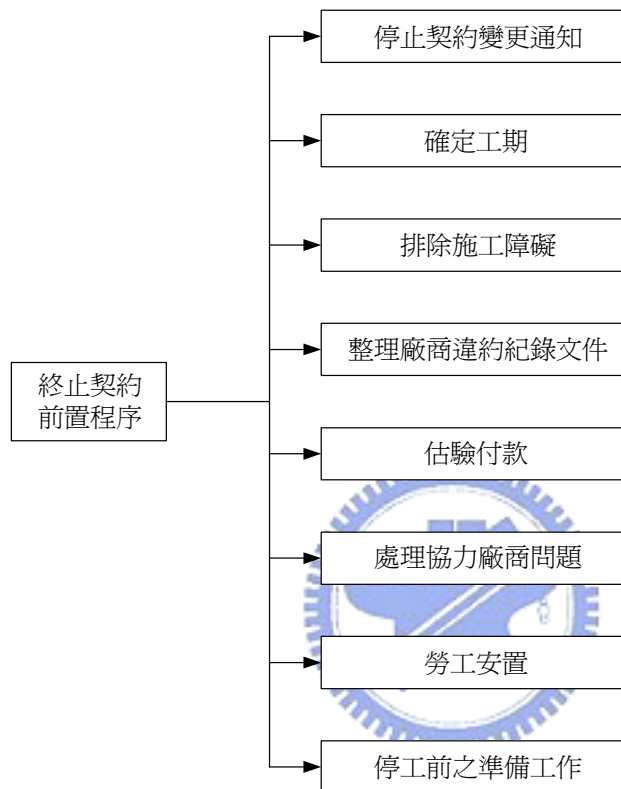 停止契約變更通知
確定工期
排除施工障礙
整理廠商違約紀錄文件
終止契約
前置程序
估驗付款
處理協力廠商問題
勞工安置
停工前之準備工作